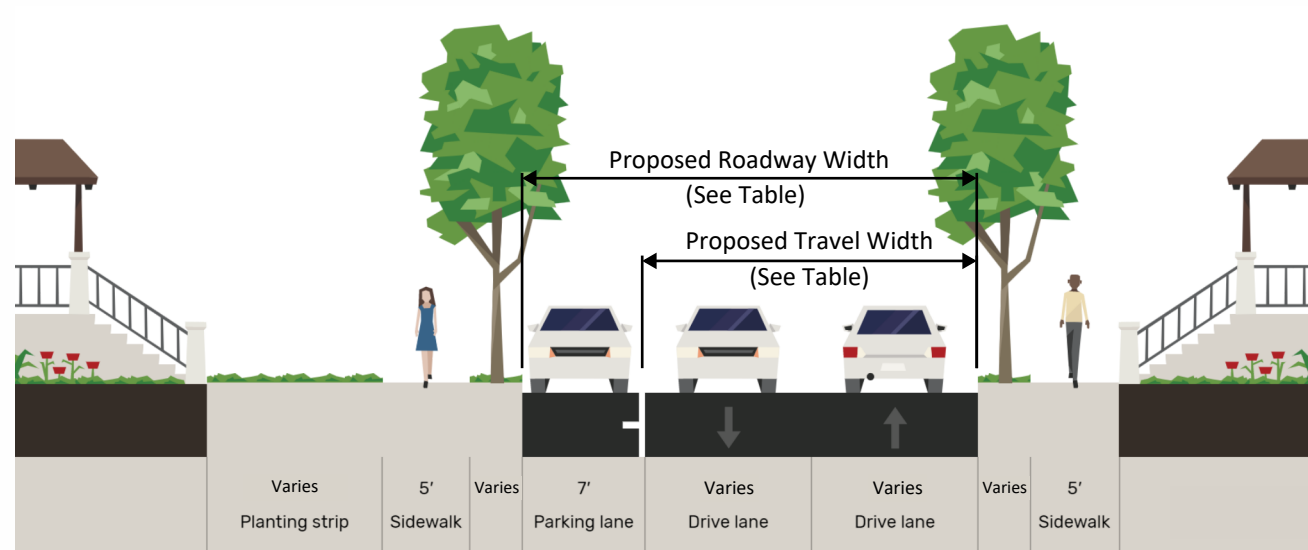 Proposed Roadway Width
(See Table)
Proposed Travel Width
(See Table)
Varies
Planting strip
5′
Sidewalk
Varies
7′
Parking lane
Varies
Drive lane
Varies
Drive lane
Varies
5′
Sidewalk